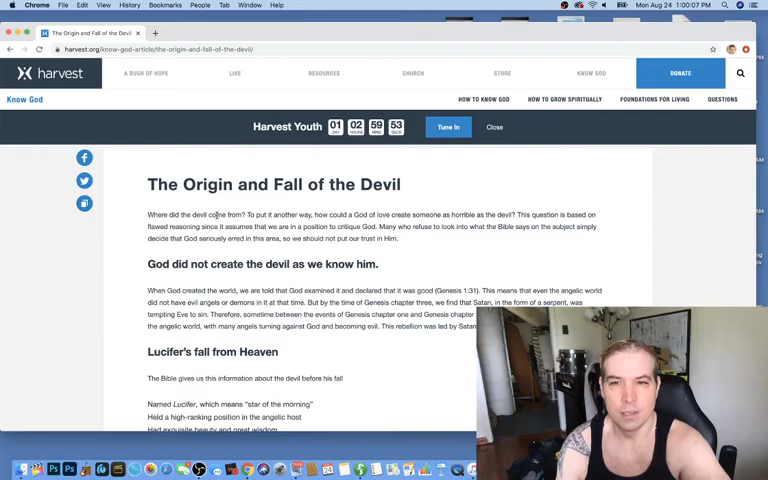 Chrome File Edit View History Bookmarks People Tab Window Help
Mon Aug 24 1:00:07 PM
The Origin and Fall of the Devil
harvest.org/know-god-article/the-origin-and-fall-of-the-devil/
harvest
A RUSH OF HOPE LIVE RESOURCES CHURCH STORE KNOW GOD DONATE
Know God
HOW TO KNOW GOD HOW TO GROW SPIRITUALLY FOUNDATIONS FOR LIVING QUESTIONS
Harvest Youth 01 DAY 02 HOURS 59 MINS 53 SECS Tune In Close
The Origin and Fall of the Devil
Where did the devil come from? To put it another way, how could a God of love create someone as horrible as the devil? This question is based on
flawed reasoning since it assumes that we are in a position to critique God. Many who refuse to look into what the Bible says on the subject simply
decide that God seriously erred in this area, so we should not put our trust in Him.
God did not create the devil as we know him.
When God created the world, we are told that God examined it and declared that it was good (Genesis 1:31). This means that even the angelic world
did not have evil angels or demons in it at that time. But by the time of Genesis chapter three, we find that Satan, in the form of a serpent, was
tempting Eve to sin. Therefore, sometime between the events of Genesis chapter one and Genesis chapter
the angelic world, with many angels turning against God and becoming evil. This rebellion was led by Satan
Lucifer's fall from Heaven
The Bible gives us this information about the devil before his fall
Named Lucifer, which means "star of the morning"
Held a high-ranking position in the angelic host
Had exquisite beauty and great wisdom